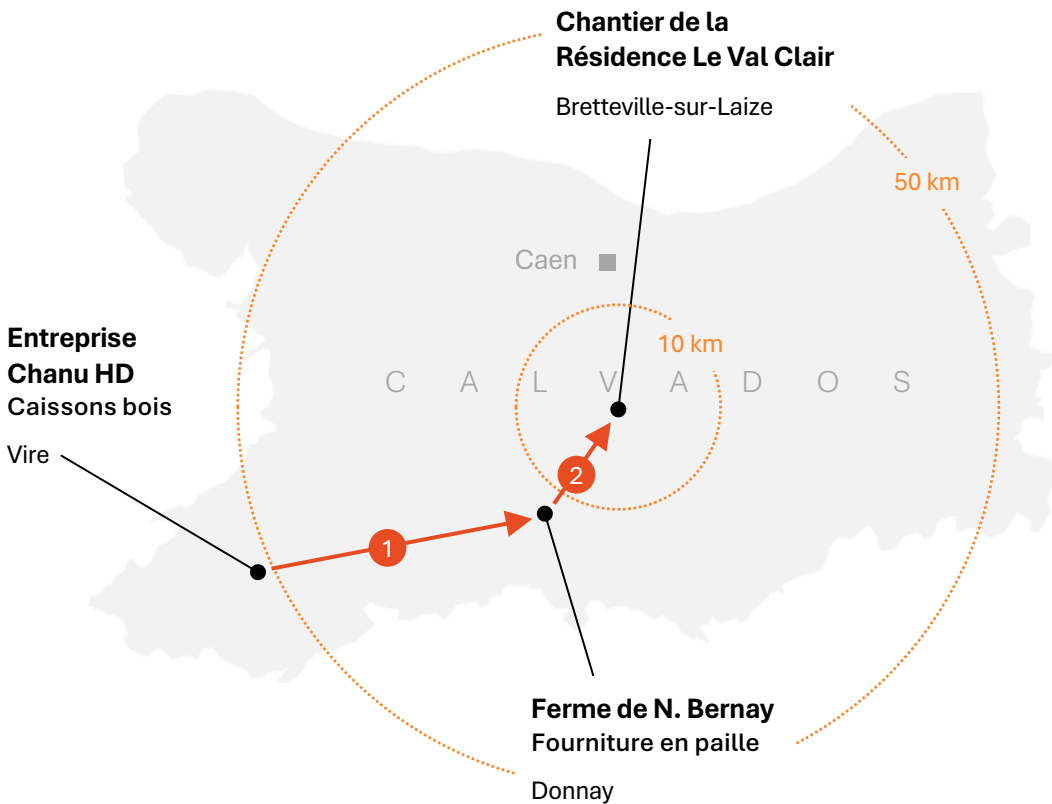 Chantier de la
Résidence Le Val Clair
Bretteville-sur-Laize
50 km
Caen
10 km
C A L V A D O S
Entreprise
Chanu HD
Caissons bois
Vire
2
1
Ferme de N. Bernay
Fourniture en paille
Donnay